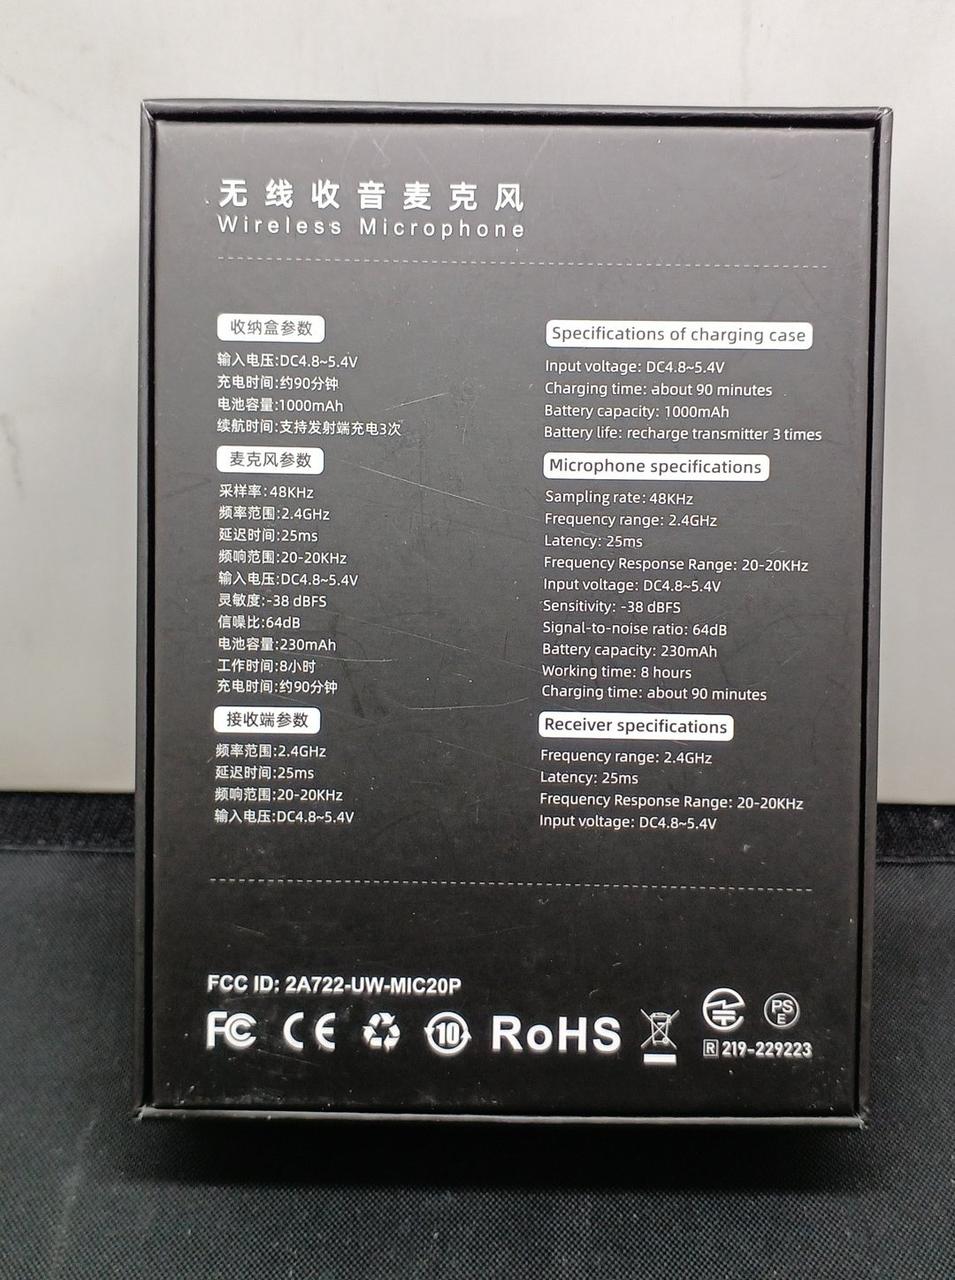 无线收音麦克风
Wireless Microphone
收纳盒参数
输入电压:DC4.8~5.4V
充电时间:约90分钟
电池容量:1000mAh
续航时间:支持发射端充电3次
麦克风参数
采样率:48KHz
频率范围:2.4GHz
延迟时间:25ms
频响范围:20-20KHz
输入电压:DC4.8~5.4V
灵敏度:-38 dBFS
信噪比:64dB
电池容量:230mAh
工作时间:8小时
充电时间:约90分钟
接收端参数
频率范围:2.4GHz
延迟时间:25ms
频响范围:20-20KHz
输入电压:DC4.8~5.4V
Specifications of charging case
Input voltage: DC4.8~5.4V
Charging time: about 90 minutes
Battery capacity: 1000mAh
Battery life: recharge transmitter 3 times
Microphone specifications
Sampling rate: 48KHz
Frequency range: 2.4GHz
Latency: 25ms
Frequency Response Range: 20-20KHz
Input voltage: DC4.8~5.4V
Sensitivity: -38 dBFS
Signal-to-noise ratio: 64dB
Battery capacity: 230mAh
Working time: 8 hours
Charging time: about 90 minutes
Receiver specifications
Frequency range: 2.4GHz
Latency: 25ms
Frequency Response Range: 20-20KHz
Input voltage: DC4.8~5.4V
FCC ID: 2A722-UW-MIC20P
FC CE 10 RoHS PSE
R 219-229223